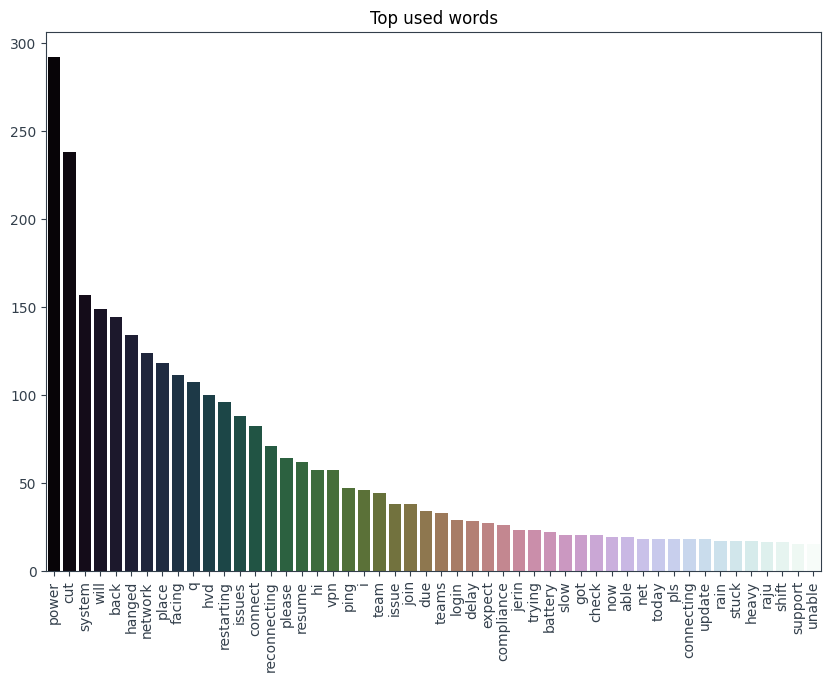 Top used words
300
250
200
150
100
50
0
power
cut
system
will
back
hanged
network
place
facing
q
hvd
restarting
issues
connect
reconnecting
please
resume
hi
vpn
ping
l
team
issue
join
due
teams
login
delay
expect
compliance
jerin
trying
battery
slow
got
check
now
able
net
today
pls
connecting
update
rain
stuck
heavy
raju
shift
support
unable